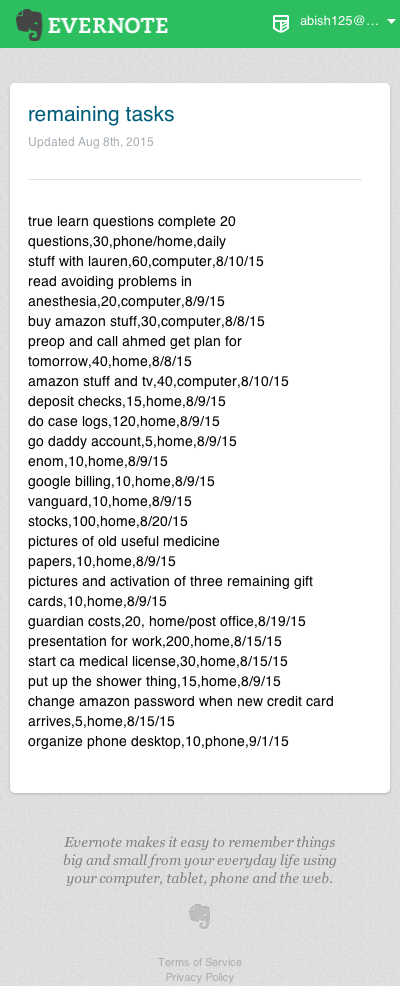 EVERNOTE
abish125@...
remaining tasks
Updated Aug 8th, 2015
true learn questions complete 20
questions,30,phone/home,daily
stuff with lauren,60,computer,8/10/15
read avoiding problems in
anesthesia,20,computer,8/9/15
buy amazon stuff,30,computer,8/8/15
preop and call ahmed get plan for
tomorrow,40,home,8/8/15
amazon stuff and tv,40,computer,8/10/15
deposit checks,15,home,8/9/15
do case logs,120,home,8/9/15
go daddy account,5,home,8/9/15
enom,10,home,8/9/15
google billing,10,home,8/9/15
vanguard,10,home,8/9/15
stocks,100,home,8/20/15
pictures of old useful medicine
papers,10,home,8/9/15
pictures and activation of three remaining gift
cards,10,home,8/9/15
guardian costs,20, home/post office,8/19/15
presentation for work,200,home,8/15/15
start ca medical license,30,home,8/15/15
put up the shower thing,15,home,8/9/15
change amazon password when new credit card
arrives,5,home,8/15/15
organize phone desktop,10,phone,9/1/15
Evernote makes it easy to remember things
big and small from your everyday life using
your computer, tablet, phone and the web.
Terms of Service
Privacy Policy